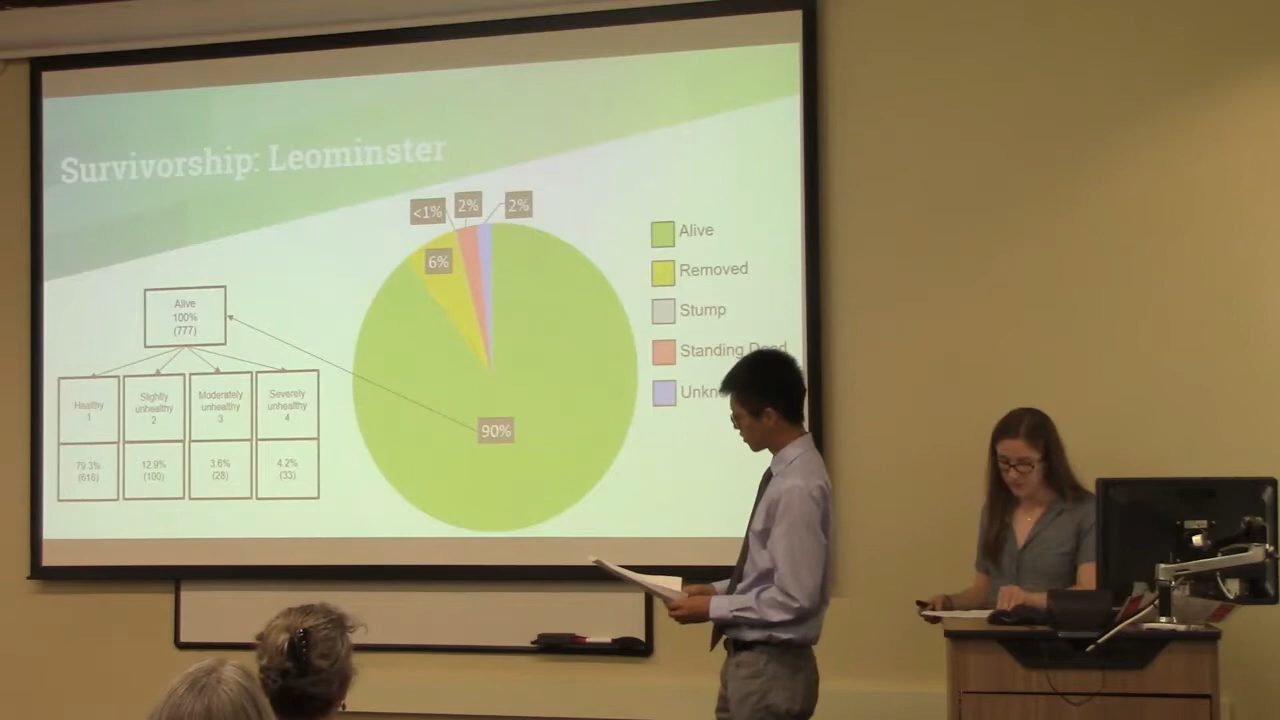 Survivorship: Leominster
<1%
2%
2%
6%
90%
Alive
Removed
Stump
Standing Dead
Alive
100%
(777)
Healthy
1
Slightly
unhealthy
2
Moderately
unhealthy
3
Severely
unhealthy
4
79.3%
(616)
12.9%
(100)
3.6%
(28)
4.2%
(33)